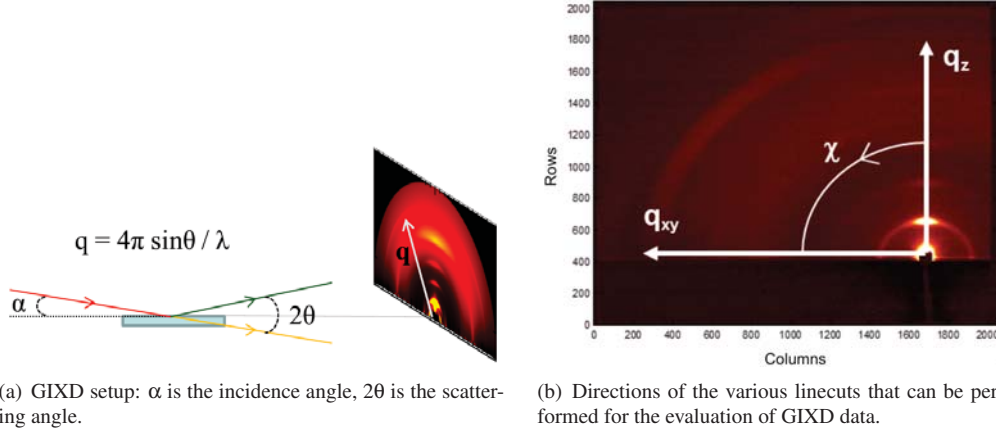 q = 4π sinθ / λ
α
2θ
q
2000
1800
1600
1400
1200
1000
800
600
400
200
0
Rows
q_z
χ
q_xy
0 200 400 600 800 1000 1200 1400 1600 1800 2000
Columns
(a) GIXD setup: α is the incidence angle, 2θ is the scatter-
ing angle.
(b) Directions of the various linecuts that can be per-
formed for the evaluation of GIXD data.